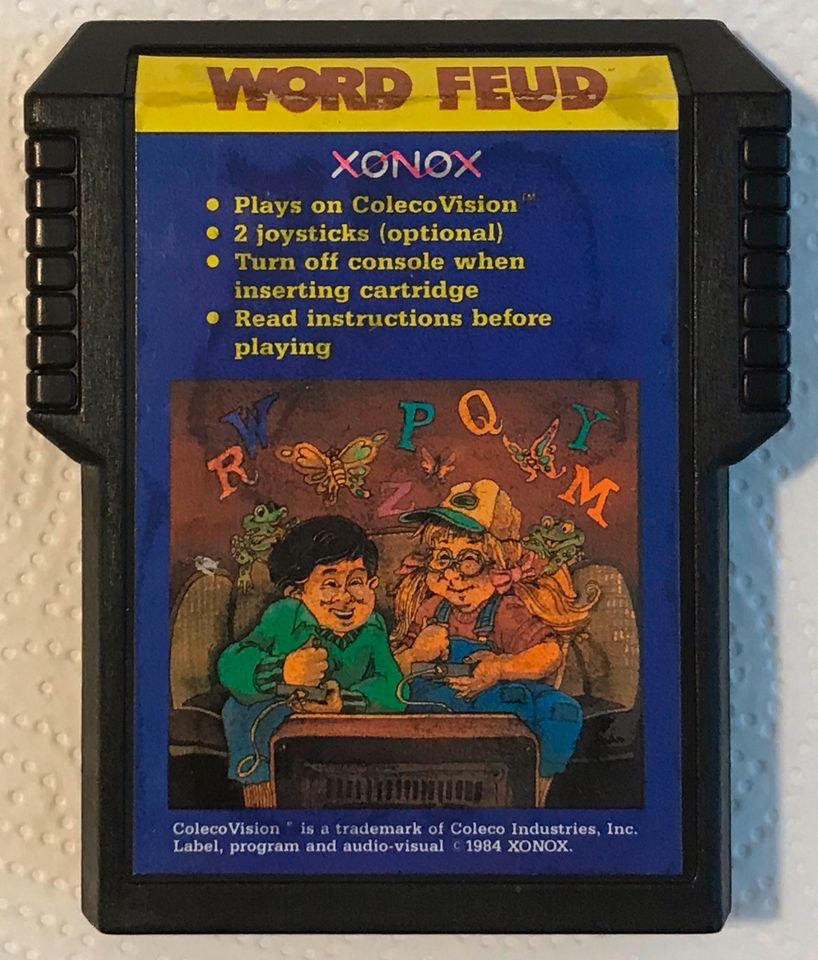 WORD FEUD
XONOX
• Plays on ColecoVision™
• 2 joysticks (optional)
• Turn off console when
inserting cartridge
• Read instructions before
playing
W P Q Y
R Z M
ColecoVision™ is a trademark of Coleco Industries, Inc.
Label, program and audio-visual © 1984 XONOX.